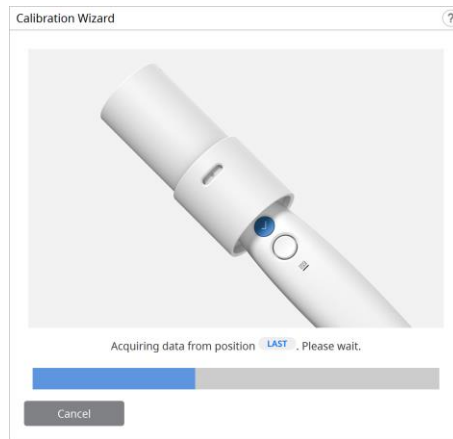 Calibration Wizard
?
Acquiring data from position LAST . Please wait.
Cancel